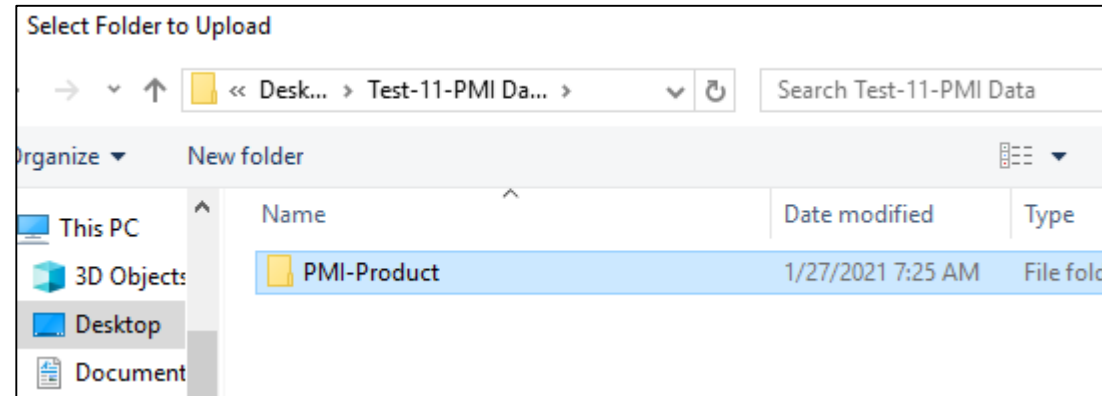 Select Folder to Upload
« Desk... › Test-11-PMI Da... › Search Test-11-PMI Data
rganize New folder
This PC Name Date modified Type
3D Objects PMI-Product 1/27/2021 7:25 AM File fold
Desktop
Document